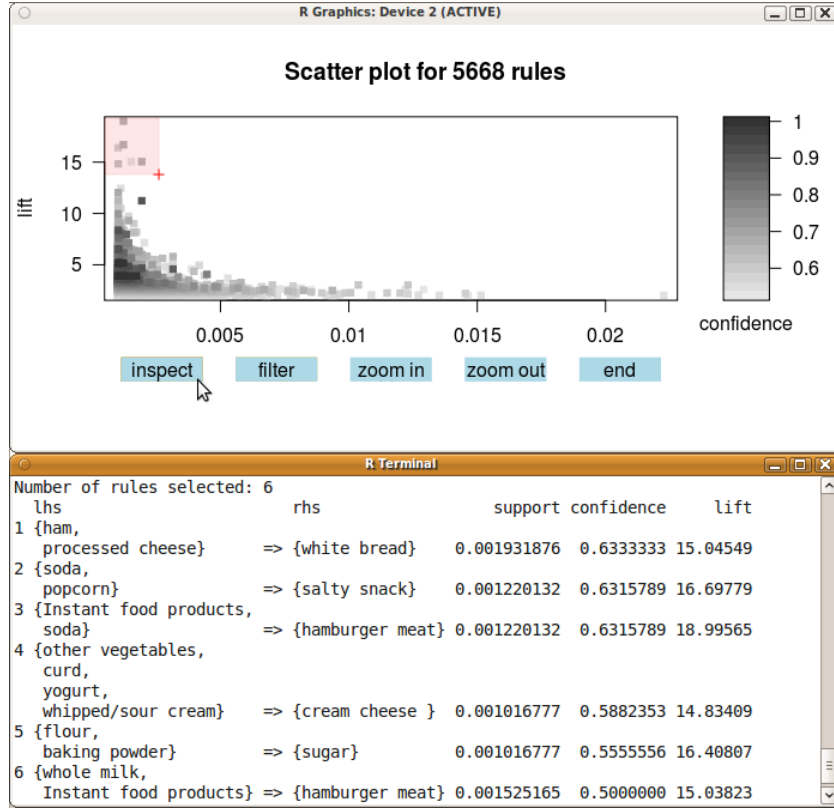 R Graphics: Device 2 (ACTIVE)
Scatter plot for 5668 rules
lift
15
10
5
0.005 0.01 0.015 0.02
1
0.9
0.8
0.7
0.6
confidence
inspect filter zoom in zoom out end
R Terminal
Number of rules selected: 6
lhs rhs support confidence lift
1 {ham,
processed cheese} => {white bread} 0.001931876 0.6333333 15.04549
2 {soda,
popcorn} => {salty snack} 0.001220132 0.6315789 16.69779
3 {Instant food products,
soda} => {hamburger meat} 0.001220132 0.6315789 18.99565
4 {other vegetables,
curd,
yogurt,
whipped/sour cream} => {cream cheese } 0.001016777 0.5882353 14.83409
5 {flour,
baking powder} => {sugar} 0.001016777 0.5555556 16.40807
6 {whole milk,
Instant food products} => {hamburger meat} 0.001525165 0.5000000 15.03823